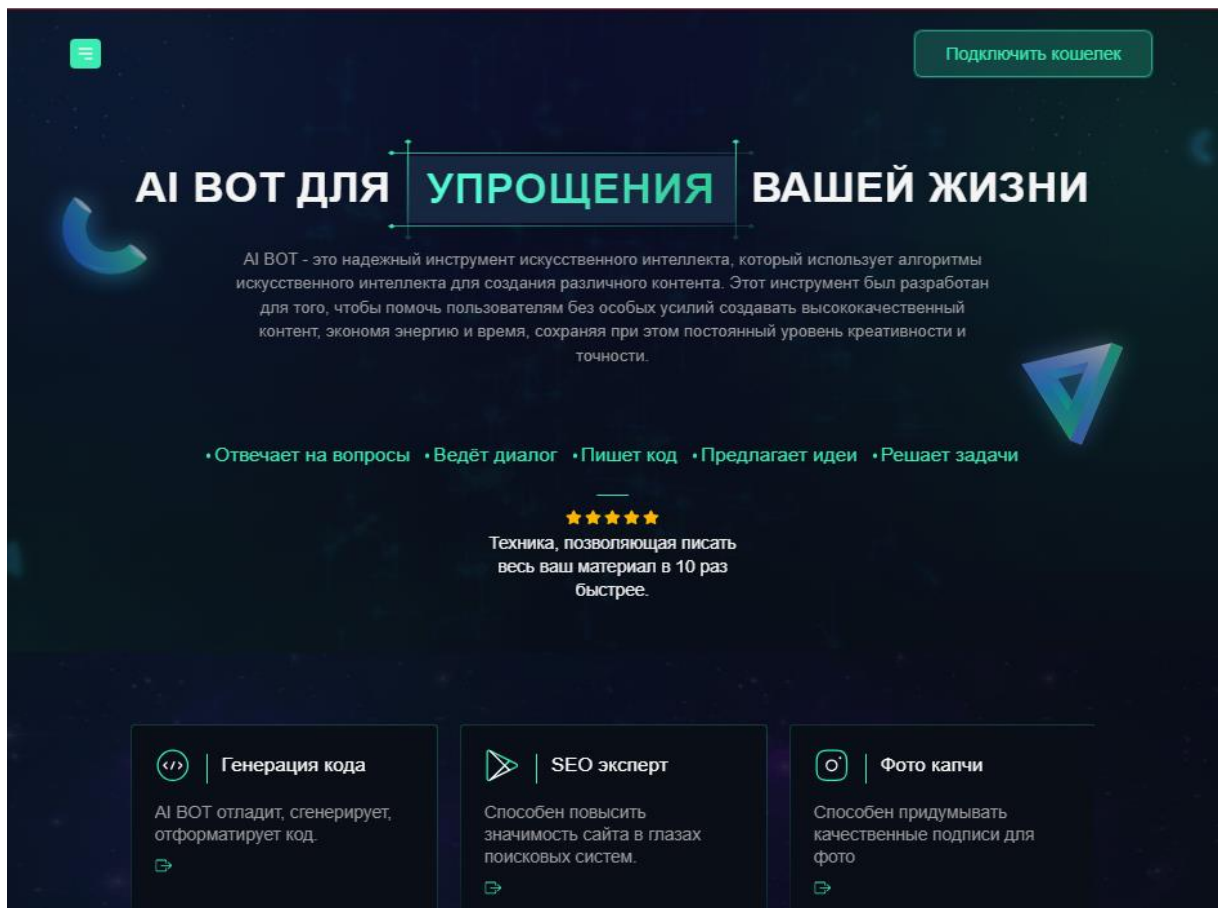 Подключить кошелек
AI BOT ДЛЯ УПРОЩЕНИЯ ВАШЕЙ ЖИЗНИ
AI BOT - это надежный инструмент искусственного интеллекта, который использует алгоритмы
искусственного интеллекта для создания различного контента. Этот инструмент был разработан
для того, чтобы помочь пользователям без особых усилий создавать высококачественный
контент, экономя энергию и время, сохраняя при этом постоянный уровень креативности и
точности.
•Отвечает на вопросы •Ведёт диалог •Пишет код •Предлагает идеи •Решает задачи
Техника, позволяющая писать
весь ваш материал в 10 раз
быстрее.
Генерация кода
AI BOT отладит, сгенерирует,
отформатирует код.
SEO эксперт
Способен повысить
значимость сайта в глазах
поисковых систем.
Фото капчи
Способен придумывать
качественные подписи для
фото